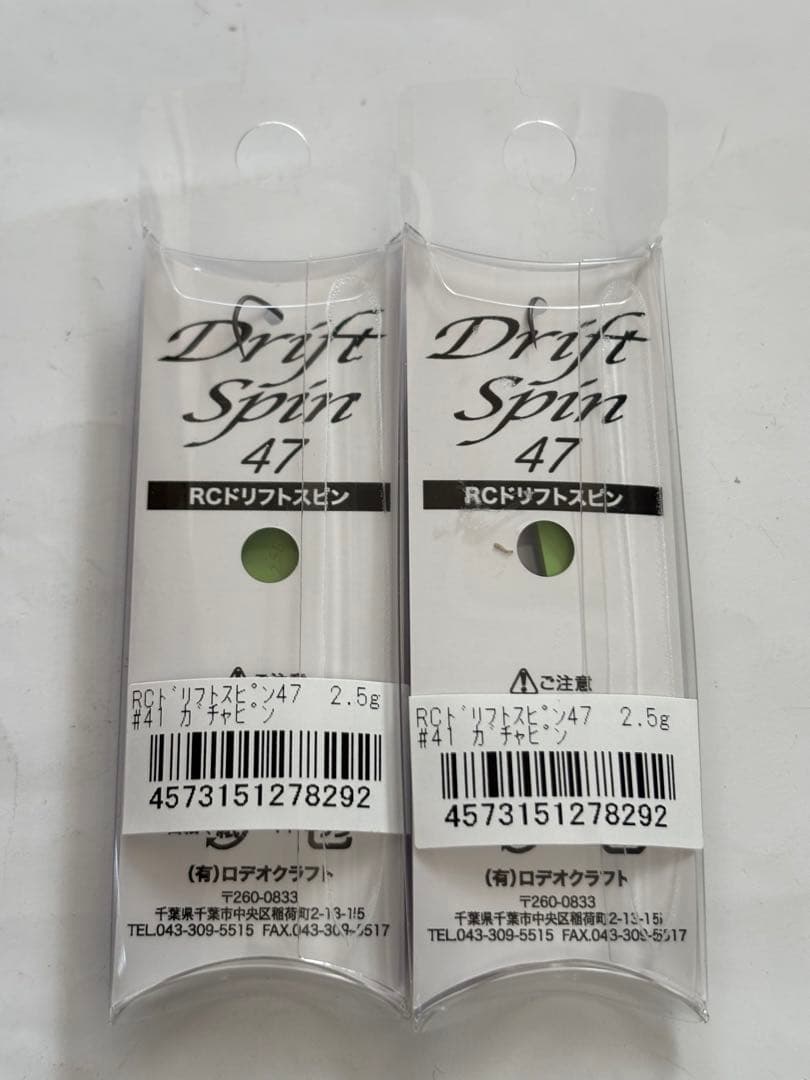 Drift
Spin
47
RCドリフトスピン
ご注意
RCﾄﾞﾘﾌﾄｽﾋﾟﾝ47 2.5g
#41 ｶﾞﾁｬﾋﾟﾝ
4573151278292
(有)ロデオクラフト
〒260-0833
千葉県千葉市中央区稲荷町2-13-15
TEL.043-309-5515 FAX.043-309-5517
Drift
Spin
47
RCドリフトスピン
ご注意
RCﾄﾞﾘﾌﾄｽﾋﾟﾝ47 2.5g
#41 ｶﾞﾁｬﾋﾟﾝ
4573151278292
(有)ロデオクラフト
〒260-0833
千葉県千葉市中央区稲荷町2-13-15
TEL.043-309-5515 FAX.043-309-5517